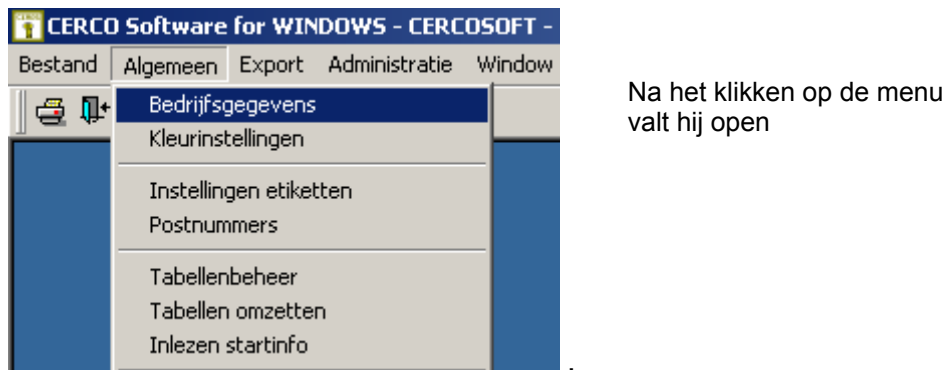 CERCO Software for WINDOWS - CERCOSOFT -
Bestand Algemeen Export Administratie Window
Bedrijfsgegevens
Kleurinstellingen
Instellingen etiketten
Postnummers
Tabellenbeheer
Tabellen omzetten
Inlezen startinfo
Na het klikken op de menu
valt hij open
.